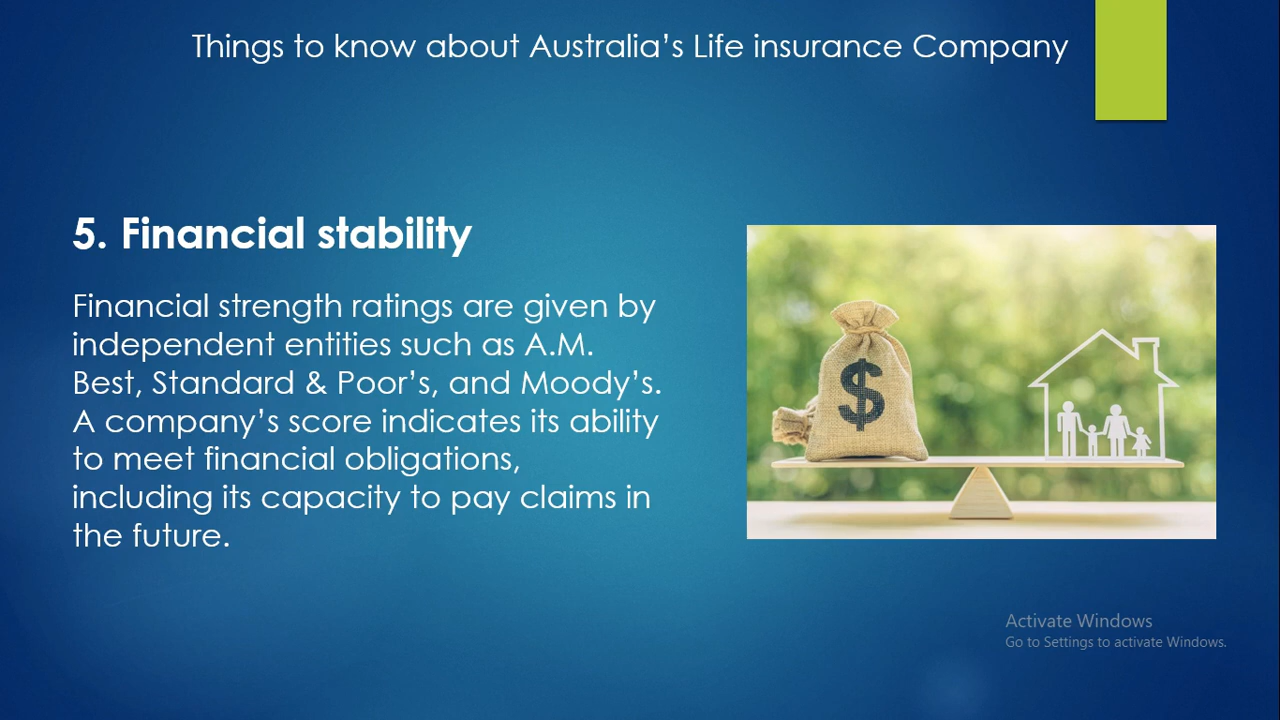 Things to know about Australia’s Life insurance Company
5. Financial stability
Financial strength ratings are given by
independent entities such as A.M.
Best, Standard & Poor’s, and Moody’s.
A company’s score indicates its ability
to meet financial obligations,
including its capacity to pay claims in
the future.
$
Activate Windows
Go to Settings to activate Windows.